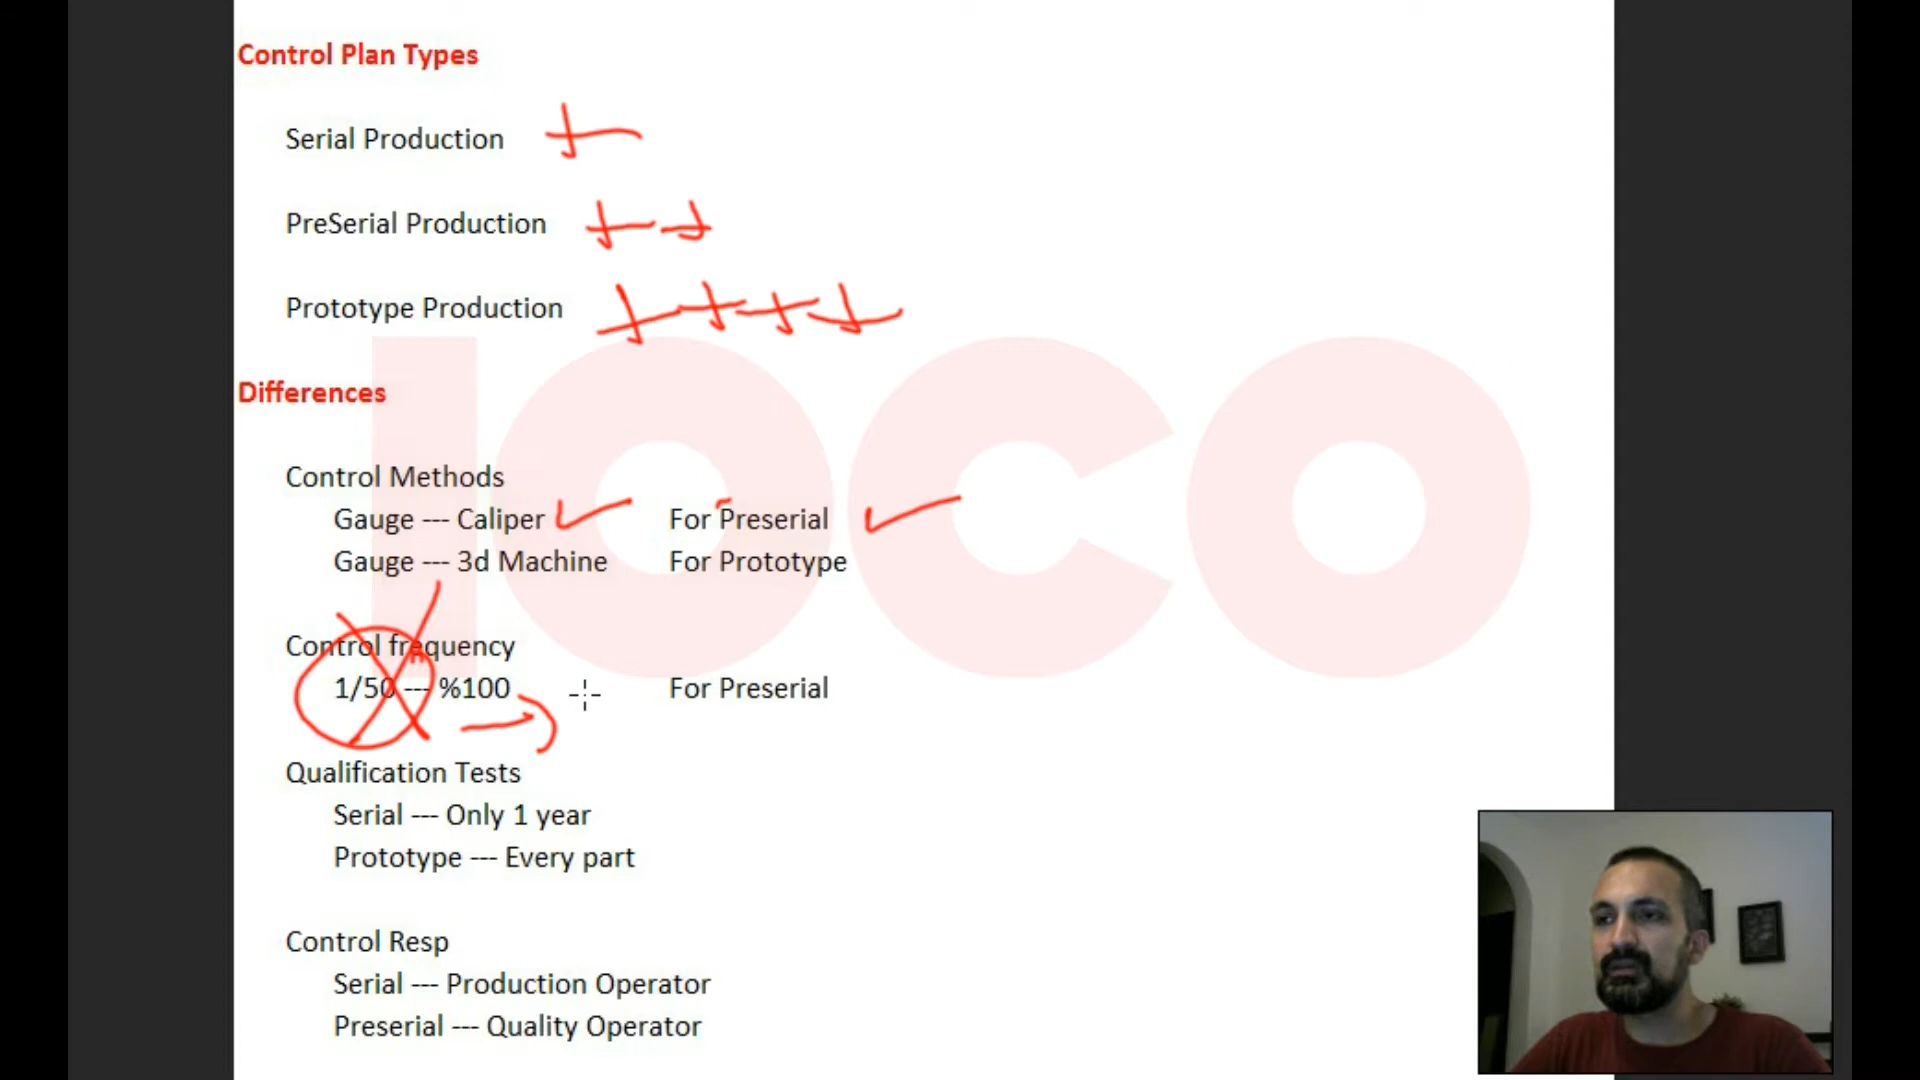 Control Plan Types
Serial Production +
PreSerial Production ++
Prototype Production ++++
IOCO
Differences
Control Methods
Gauge --- Caliper ✓ For Preserial ✓
Gauge --- 3d Machine For Prototype
Control frequency
1/50 --- %100 For Preserial
Qualification Tests
Serial --- Only 1 year
Prototype --- Every part
Control Resp
Serial --- Production Operator
Preserial --- Quality Operator